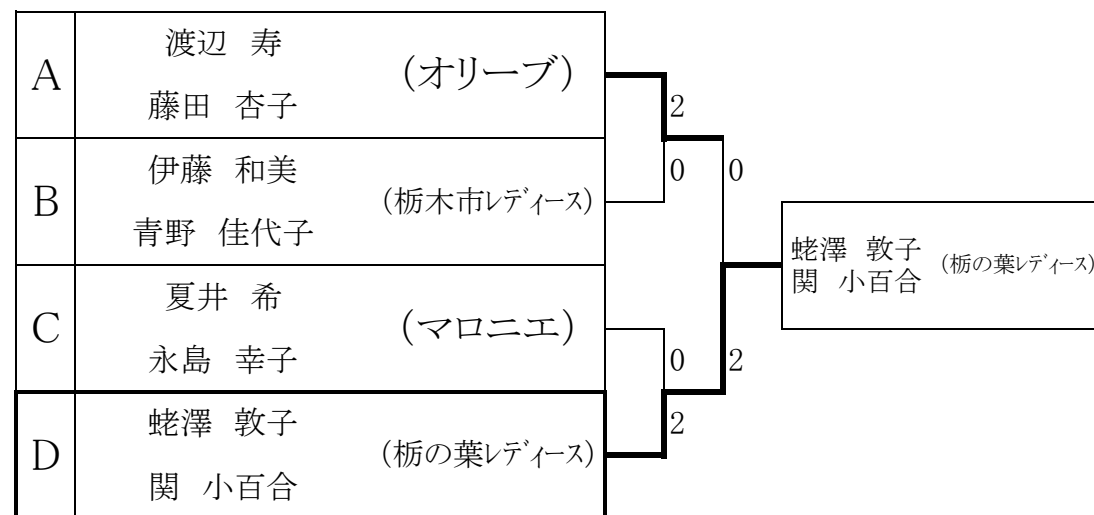 A
渡辺 寿
藤田 杏子
(オリーブ)
B
伊藤 和美
青野 佳代子
(栃木市ﾚﾃﾞｨｰｽ)
C
夏井 希
永島 幸子
(マロニエ)
D
蛯澤 敦子
関 小百合
(栃の葉ﾚﾃﾞｨｰｽ)
2
0
0
0
2
2
蛯澤 敦子
関 小百合
(栃の葉ﾚﾃﾞｨｰｽ)